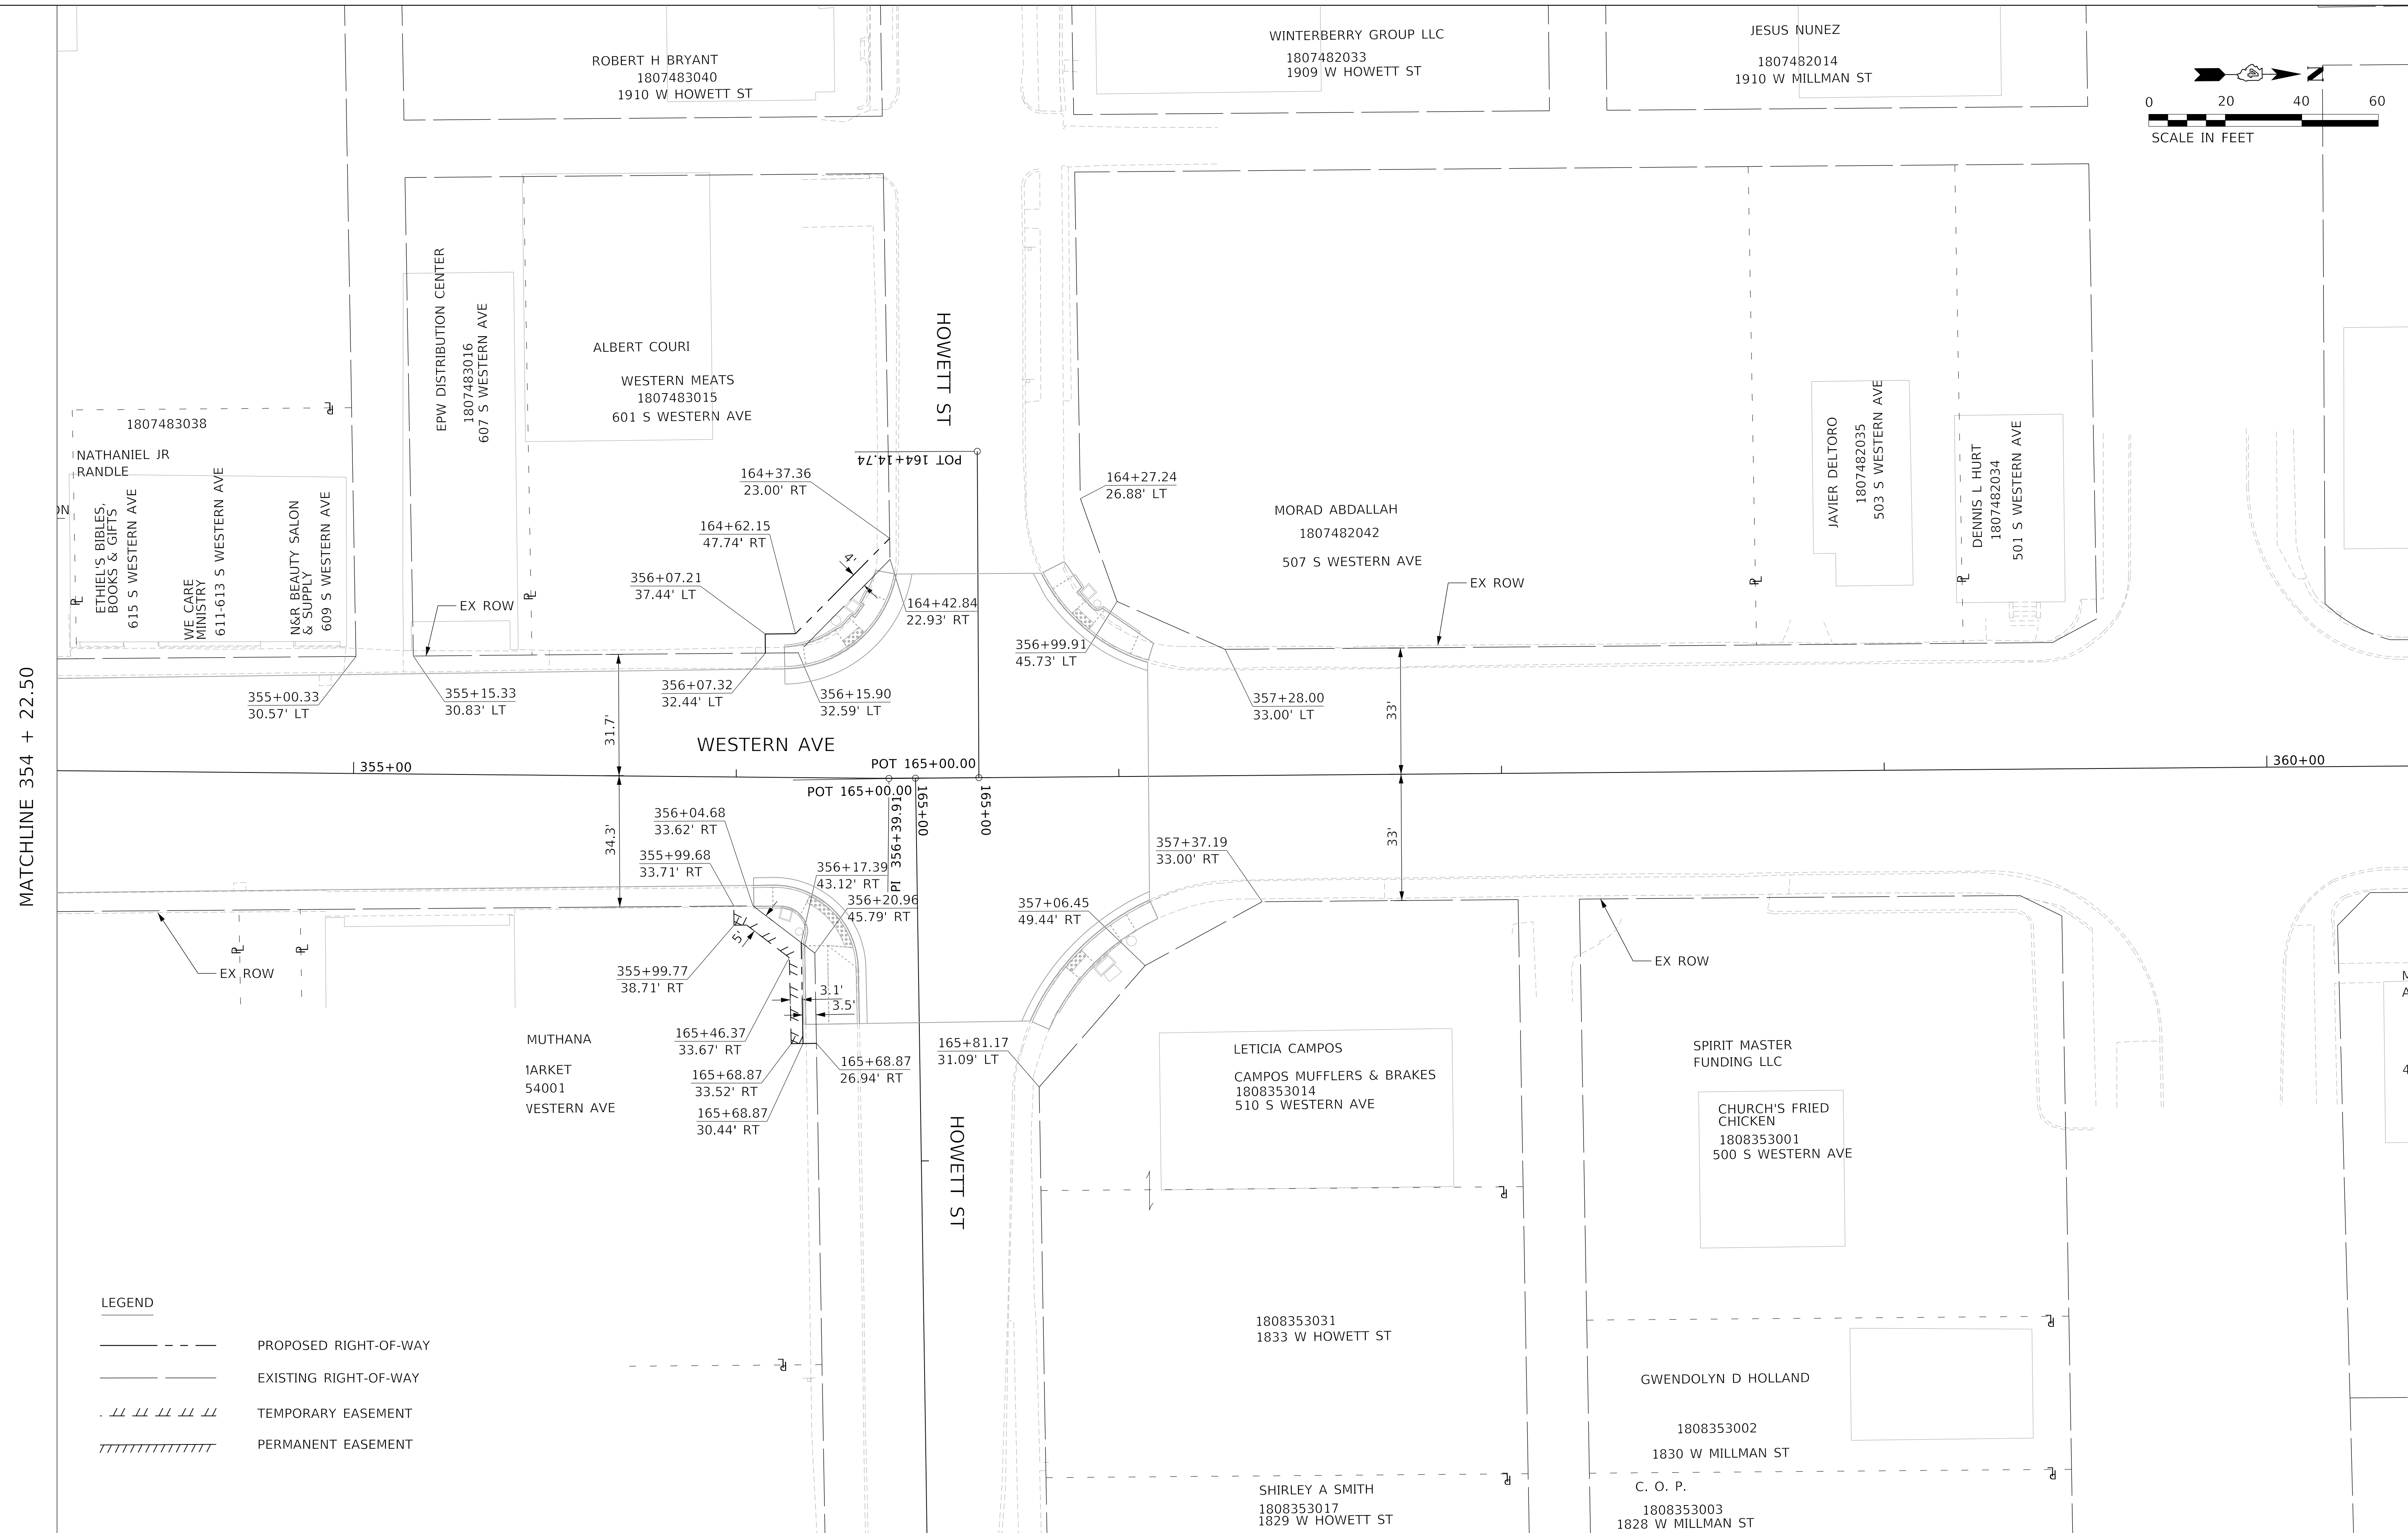 ROBERT H BRYANT
1807483040
1910 W HOWETT ST
WINTERBERRY GROUP LLC
1807482033
1909 W HOWETT ST
JESUS NUNEZ
1807482014
1910 W MILLMAN ST
N
0 20 40 60
SCALE IN FEET
1807483038
NATHANIEL JR
RANDLE
ETHIEL'S BIBLES,
BOOKS & GIFTS
615 S WESTERN AVE
WE CARE
MINISTRY
611-613 S WESTERN AVE
N&R BEAUTY SALON
& SUPPLY
609 S WESTERN AVE
EPW DISTRIBUTION CENTER
1807483016
607 S WESTERN AVE
ALBERT COURI
WESTERN MEATS
1807483015
601 S WESTERN AVE
HOWETT ST
POT 164+14.74
164+37.36
23.00' RT
164+62.15
47.74' RT
356+07.21
37.44' LT
4'
164+42.84
22.93' RT
164+27.24
26.88' LT
MORAD ABDALLAH
1807482042
507 S WESTERN AVE
EX ROW
EX ROW
JAVIER DELTORO
1807482035
503 S WESTERN AVE
DENNIS L HURT
1807482034
501 S WESTERN AVE
355+00.33
30.57' LT
355+15.33
30.83' LT
356+07.32
32.44' LT
356+15.90
32.59' LT
356+99.91
45.73' LT
357+28.00
33.00' LT
31.7'
33'
WESTERN AVE
MATCHLINE 354 + 22.50
355+00
POT 165+00.00
360+00
POT 165+00.00
PI 356+39.91
165+00
165+00
34.3'
33'
356+04.68
33.62' RT
355+99.68
33.71' RT
356+17.39
43.12' RT
356+20.96
45.79' RT
357+37.19
33.00' RT
357+06.45
49.44' RT
5'
355+99.77
38.71' RT
3.1'
3.5'
165+46.37
33.67' RT
165+68.87
33.52' RT
165+68.87
30.44' RT
165+68.87
26.94' RT
165+81.17
31.09' LT
EX ROW
EX ROW
MUTHANA
ARKET
54001
WESTERN AVE
HOWETT ST
LETICIA CAMPOS
CAMPOS MUFFLERS & BRAKES
1808353014
510 S WESTERN AVE
SPIRIT MASTER
FUNDING LLC
CHURCH'S FRIED
CHICKEN
1808353001
500 S WESTERN AVE
1808353031
1833 W HOWETT ST
GWENDOLYN D HOLLAND
1808353002
1830 W MILLMAN ST
SHIRLEY A SMITH
1808353017
1829 W HOWETT ST
C. O. P.
1808353003
1828 W MILLMAN ST
LEGEND
PROPOSED RIGHT-OF-WAY
EXISTING RIGHT-OF-WAY
TEMPORARY EASEMENT
PERMANENT EASEMENT